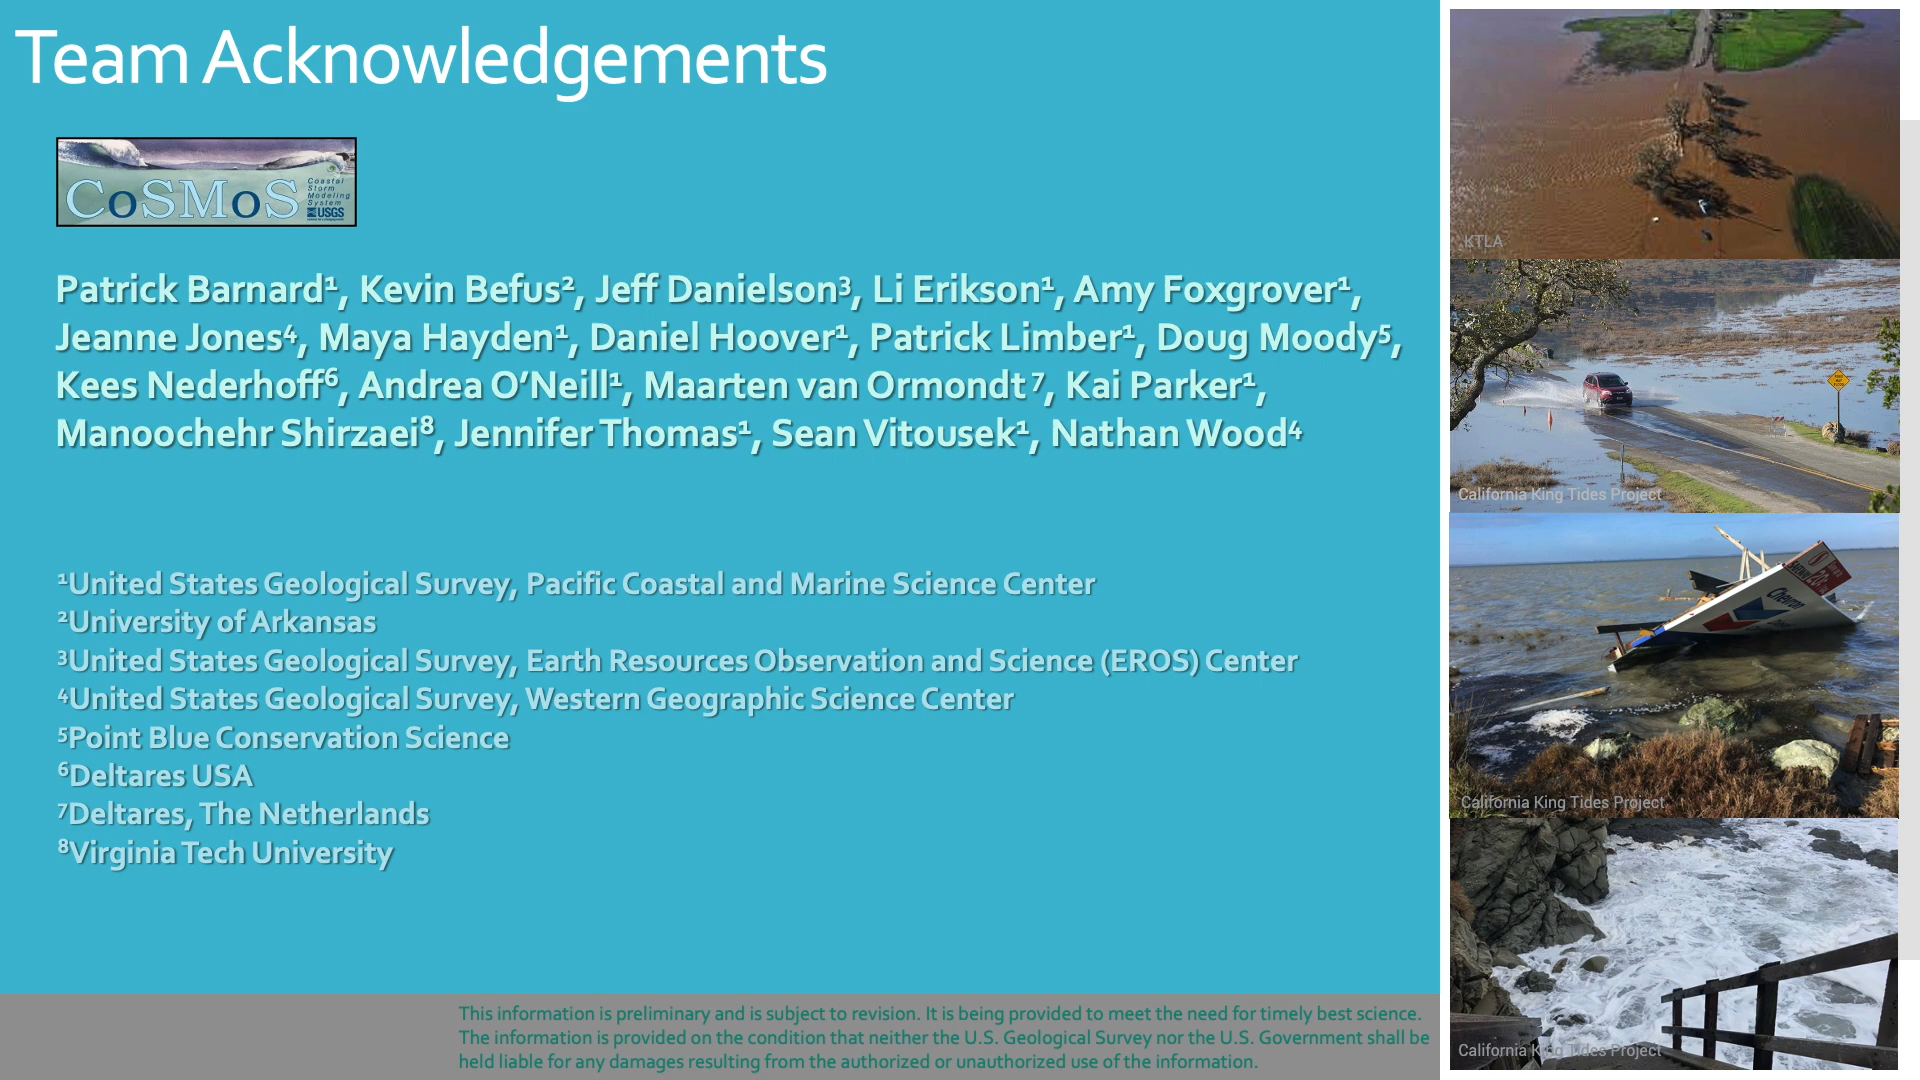 Team Acknowledgements
CoSMoS
Coastal
Storm
Modeling
System
USGS
Patrick Barnard¹, Kevin Befus², Jeff Danielson³, Li Erikson¹, Amy Foxgrover¹,
Jeanne Jones⁴, Maya Hayden¹, Daniel Hoover¹, Patrick Limber¹, Doug Moody⁵,
Kees Nederhoff⁶, Andrea O’Neill¹, Maarten van Ormondt ⁷, Kai Parker¹,
Manoochehr Shirzaei⁸, Jennifer Thomas¹, Sean Vitousek¹, Nathan Wood⁴
¹United States Geological Survey, Pacific Coastal and Marine Science Center
²University of Arkansas
³United States Geological Survey, Earth Resources Observation and Science (EROS) Center
⁴United States Geological Survey, Western Geographic Science Center
⁵Point Blue Conservation Science
⁶Deltares USA
⁷Deltares, The Netherlands
⁸Virginia Tech University
This information is preliminary and is subject to revision. It is being provided to meet the need for timely best science.
The information is provided on the condition that neither the U.S. Geological Survey nor the U.S. Government shall be
held liable for any damages resulting from the authorized or unauthorized use of the information.
KTLA
California King Tides Project
Chevron
California King Tides Project
California King Tides Project